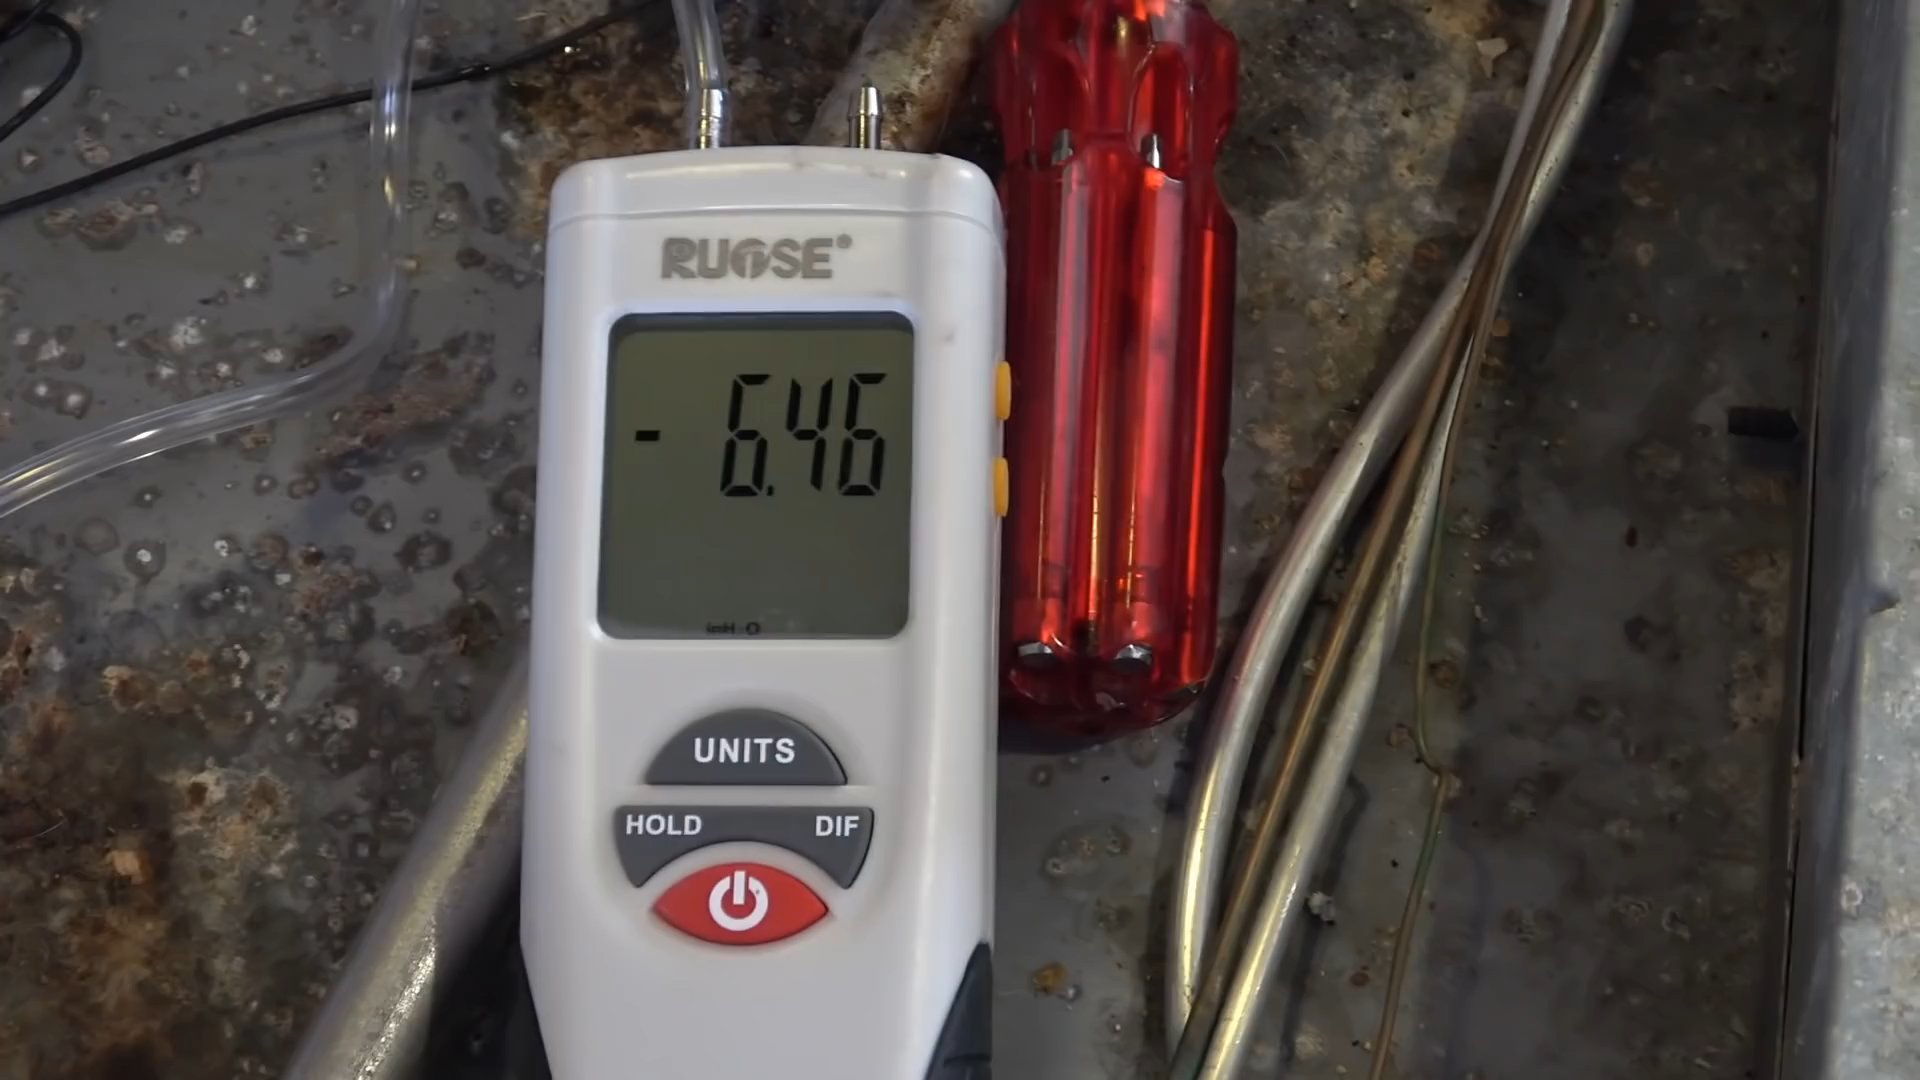 RUOSE®
- 6.46
inH₂O
UNITS
HOLD DIF